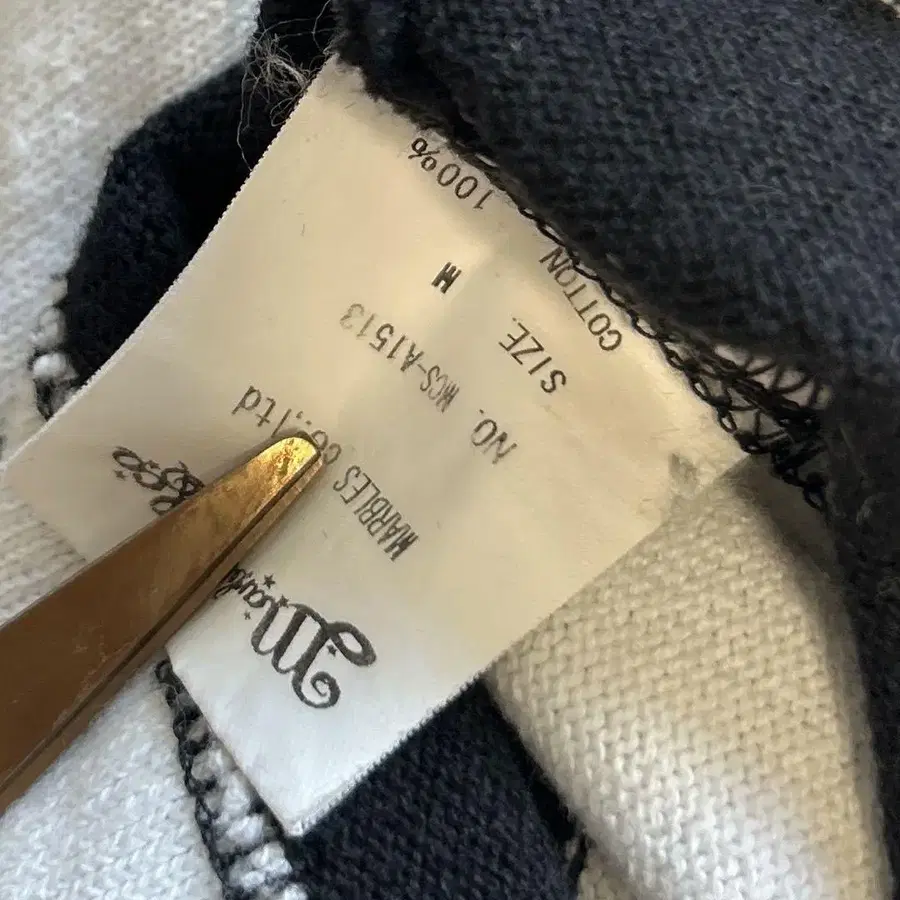 MARBLES co.,ltd
NO. MCS-A1513
SIZE. M
COTTON 100%